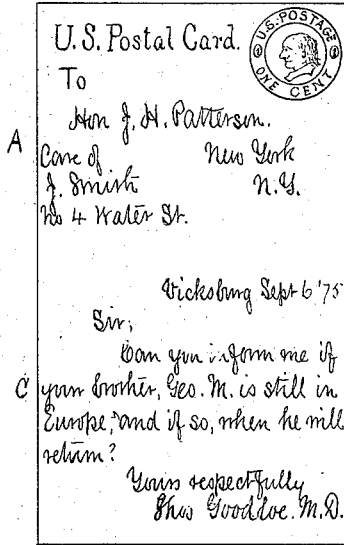 U.S. Postal Card.
U.S. POSTAGE
ONE CENT
To
Hon J. H. Patterson.
A
Care of New York
J. Smith N.Y.
No 4 Water St.
Vicksburg Sept 6 '75
Sir,
Can you inform me if
C
your brother, Geo. M. is still in
Europe, and if so, when he will
return?
Yours respectfully
Thos Goodloe. M.D.